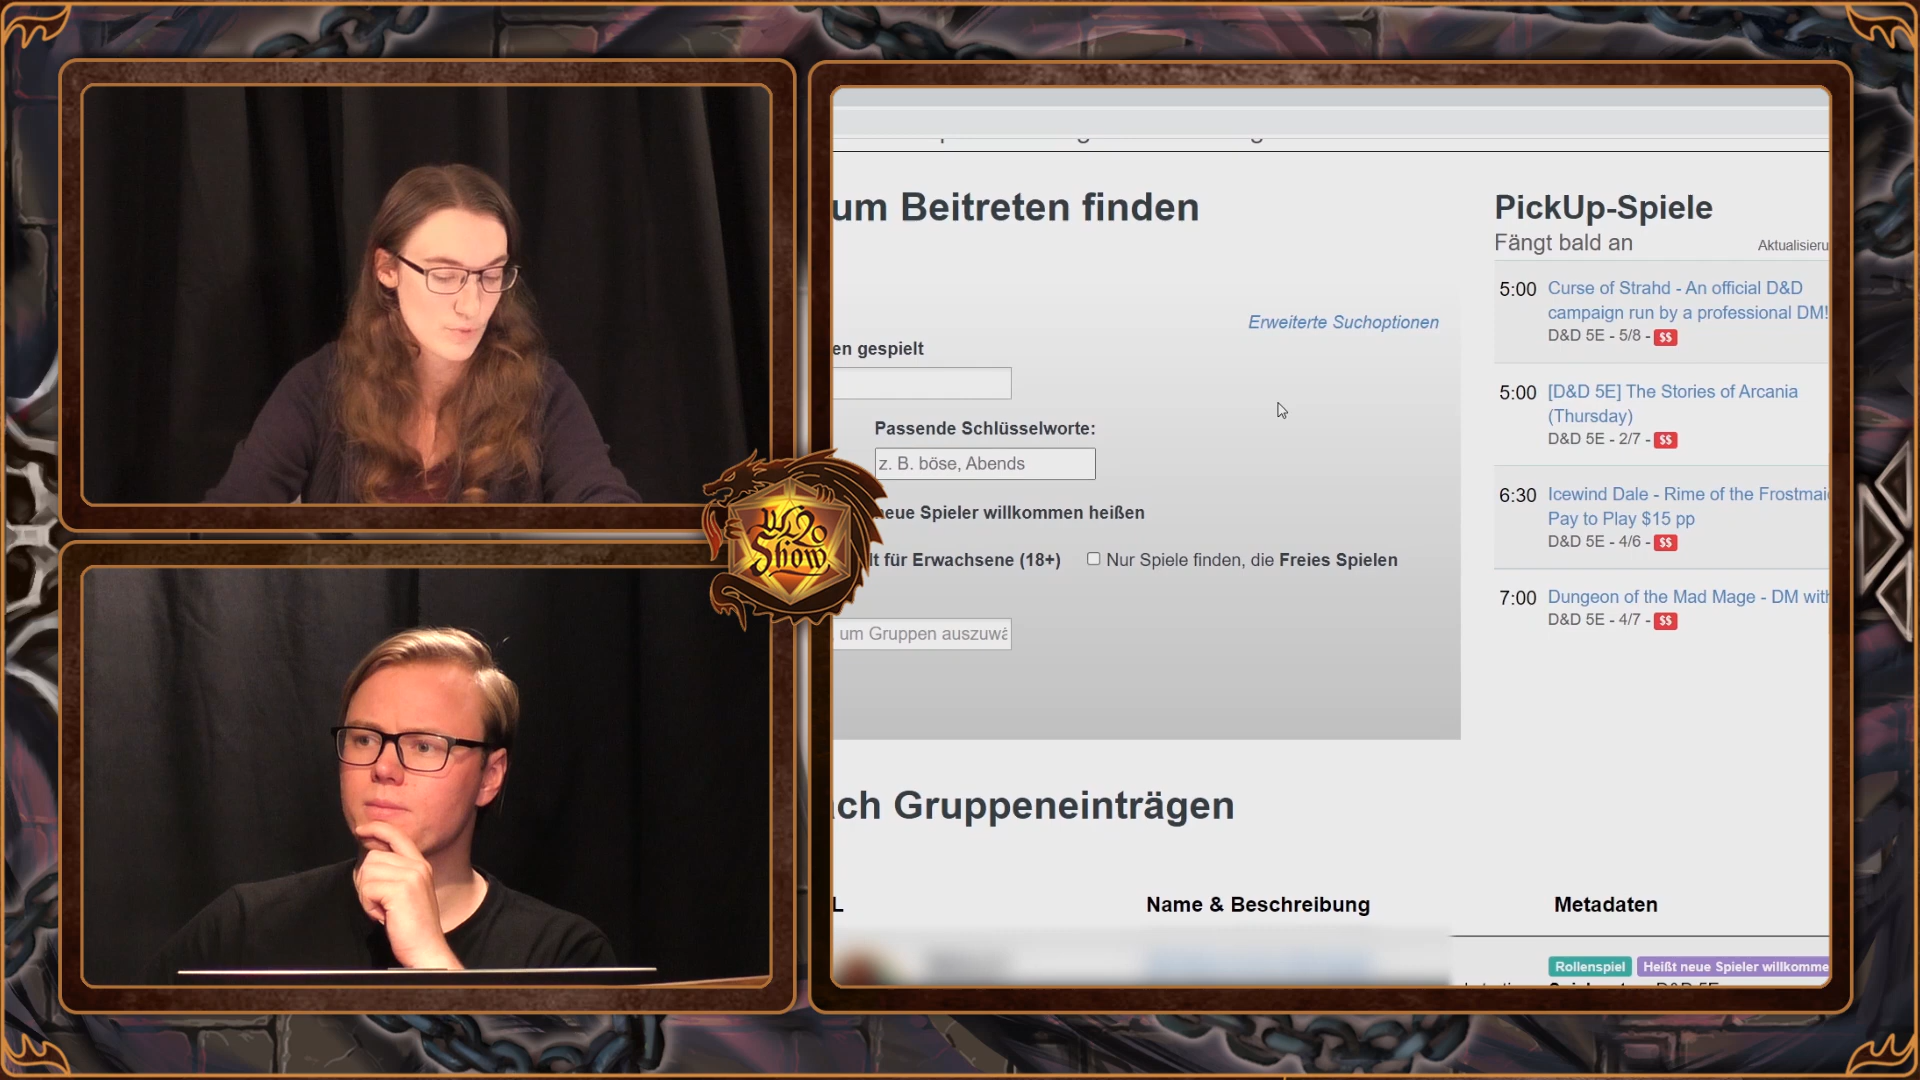 um Beitreten finden
Erweiterte Suchoptionen
en gespielt
Passende Schlüsselworte:
z. B. böse, Abends
neue Spieler willkommen heißen
lt für Erwachsene (18+)
Nur Spiele finden, die Freies Spielen
um Gruppen auszuwä
PickUp-Spiele
Fängt bald an
Aktualisieru
5:00
Curse of Strahd - An official D&D
campaign run by a professional DM!
D&D 5E - 5/8 - $$
5:00
[D&D 5E] The Stories of Arcania
(Thursday)
D&D 5E - 2/7 - $$
6:30
Icewind Dale - Rime of the Frostmaid
Pay to Play $15 pp
D&D 5E - 4/6 - $$
7:00
Dungeon of the Mad Mage - DM with
D&D 5E - 4/7 - $$
ch Gruppeneinträgen
L
Name & Beschreibung
Metadaten
Rollenspiel
Heißt neue Spieler willkomme
W20
Show